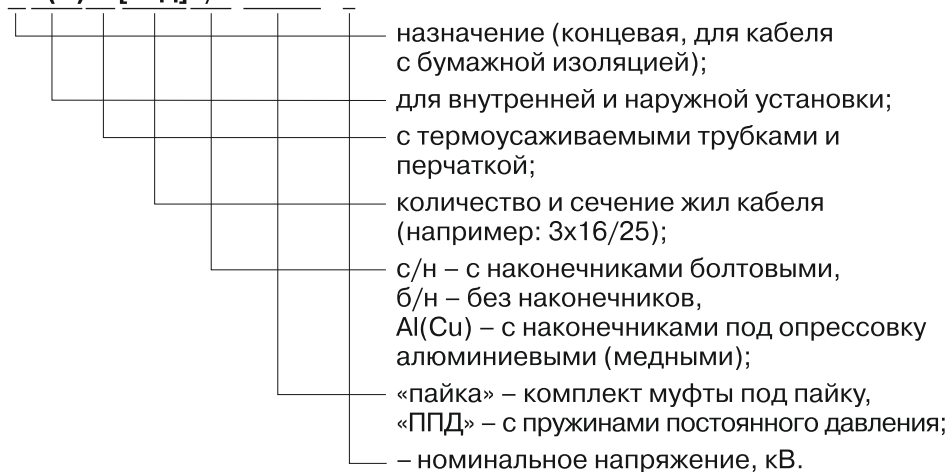 назначение (концевая, для кабеля
с бумажной изоляцией);
для внутренней и наружной установки;
с термоусаживаемыми трубками и
перчаткой;
количество и сечение жил кабеля
(например: 3х16/25);
с/н – с наконечниками болтовыми,
б/н – без наконечников,
Al(Cu) – с наконечниками под опрессовку
алюминиевыми (медными);
«пайка» – комплект муфты под пайку,
«ППД» – с пружинами постоянного давления;
– номинальное напряжение, кВ.